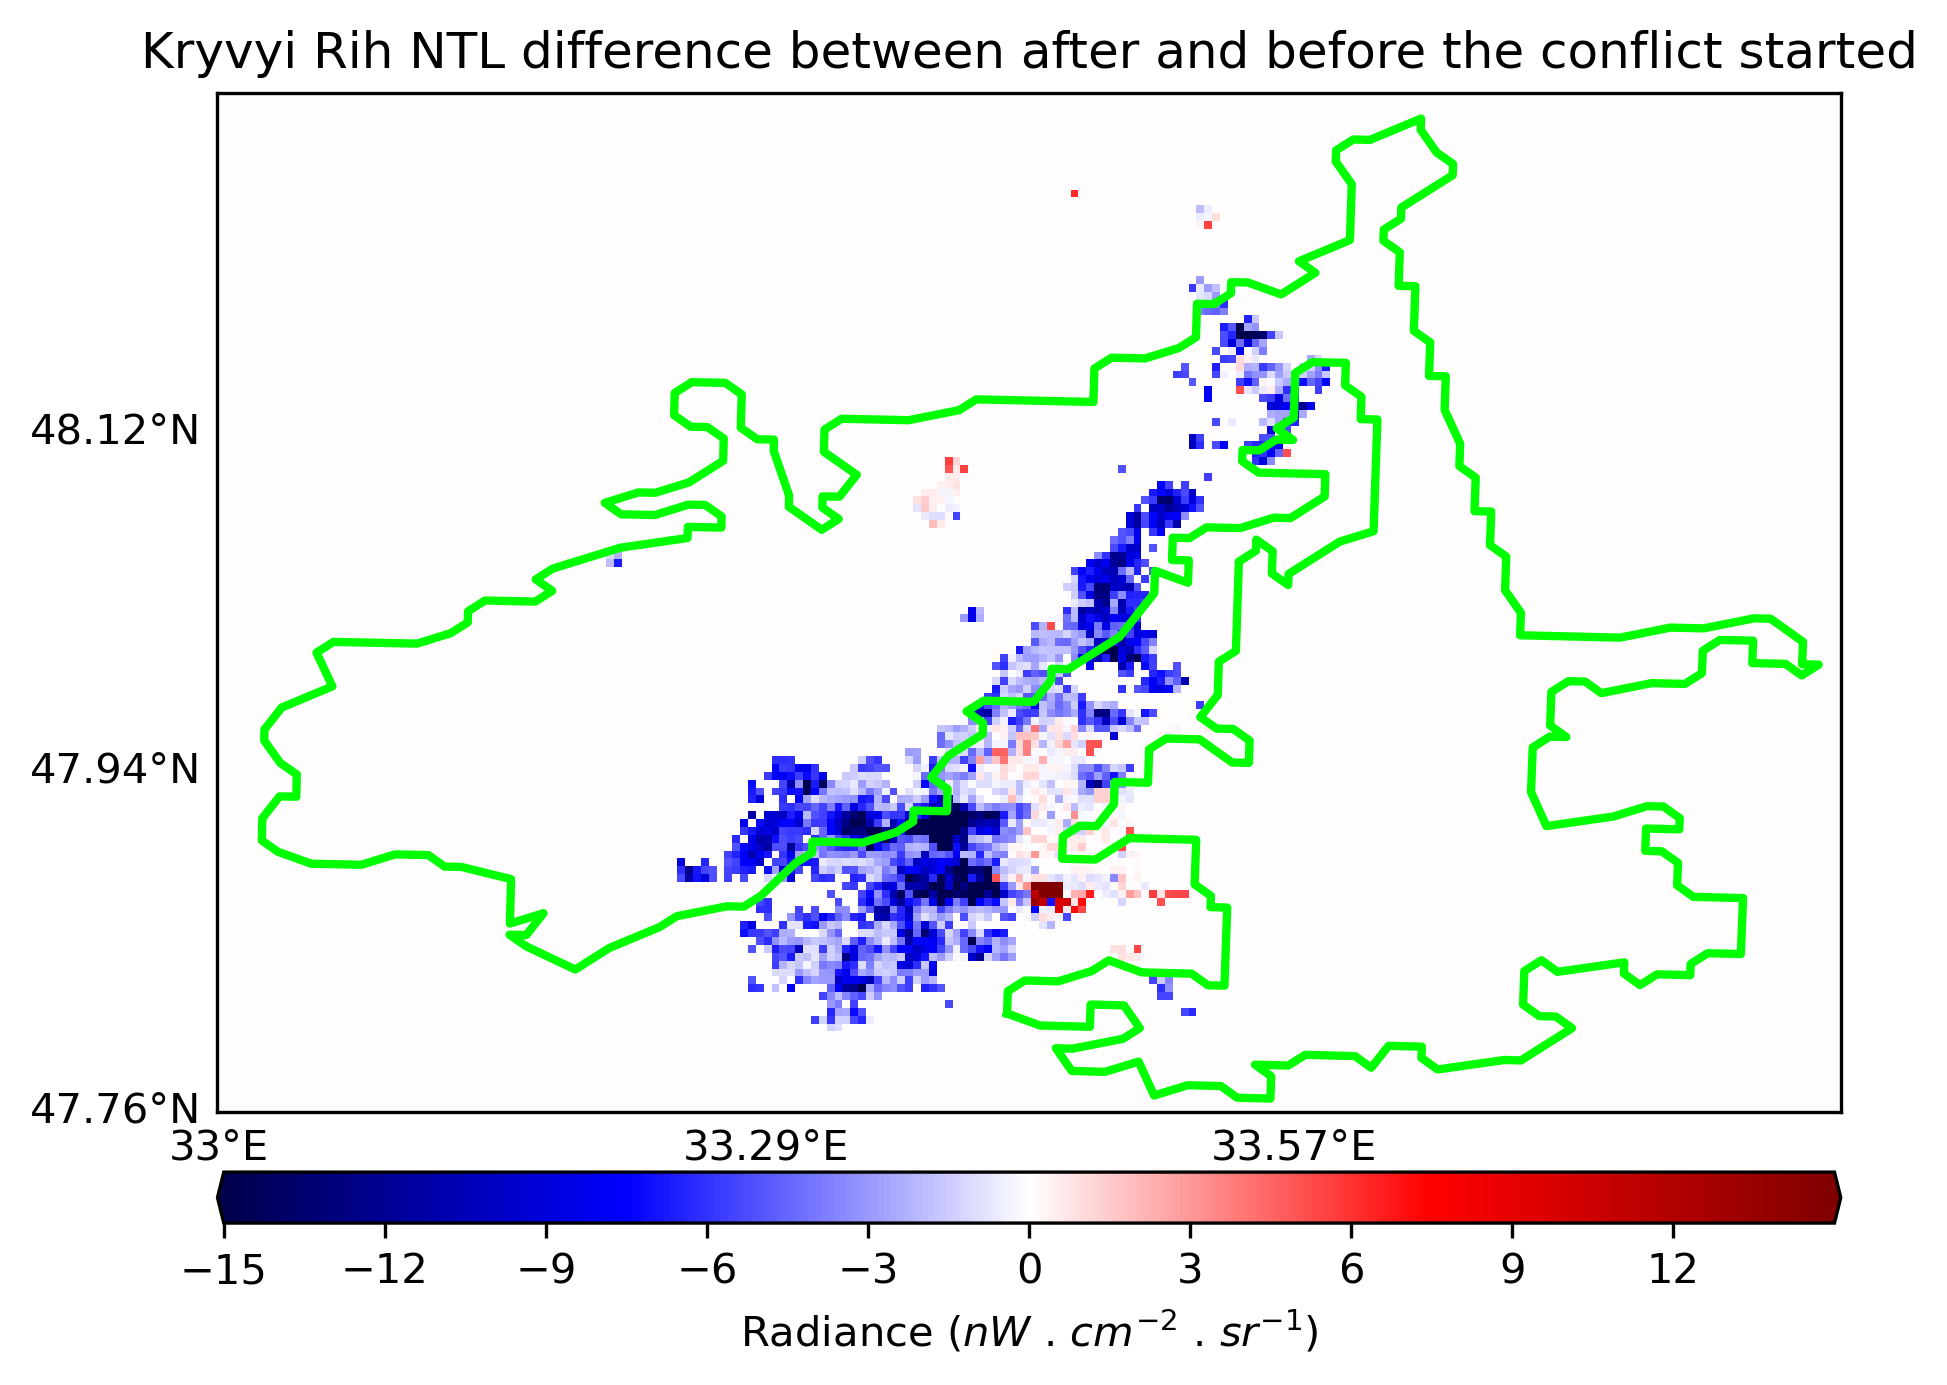 Kryvyi Rih NTL difference between after and before the conflict started
48.12°N
47.94°N
47.76°N
33°E 33.29°E 33.57°E
−15 −12 −9 −6 −3 0 3 6 9 12
Radiance (nW . cm⁻² . sr⁻¹)